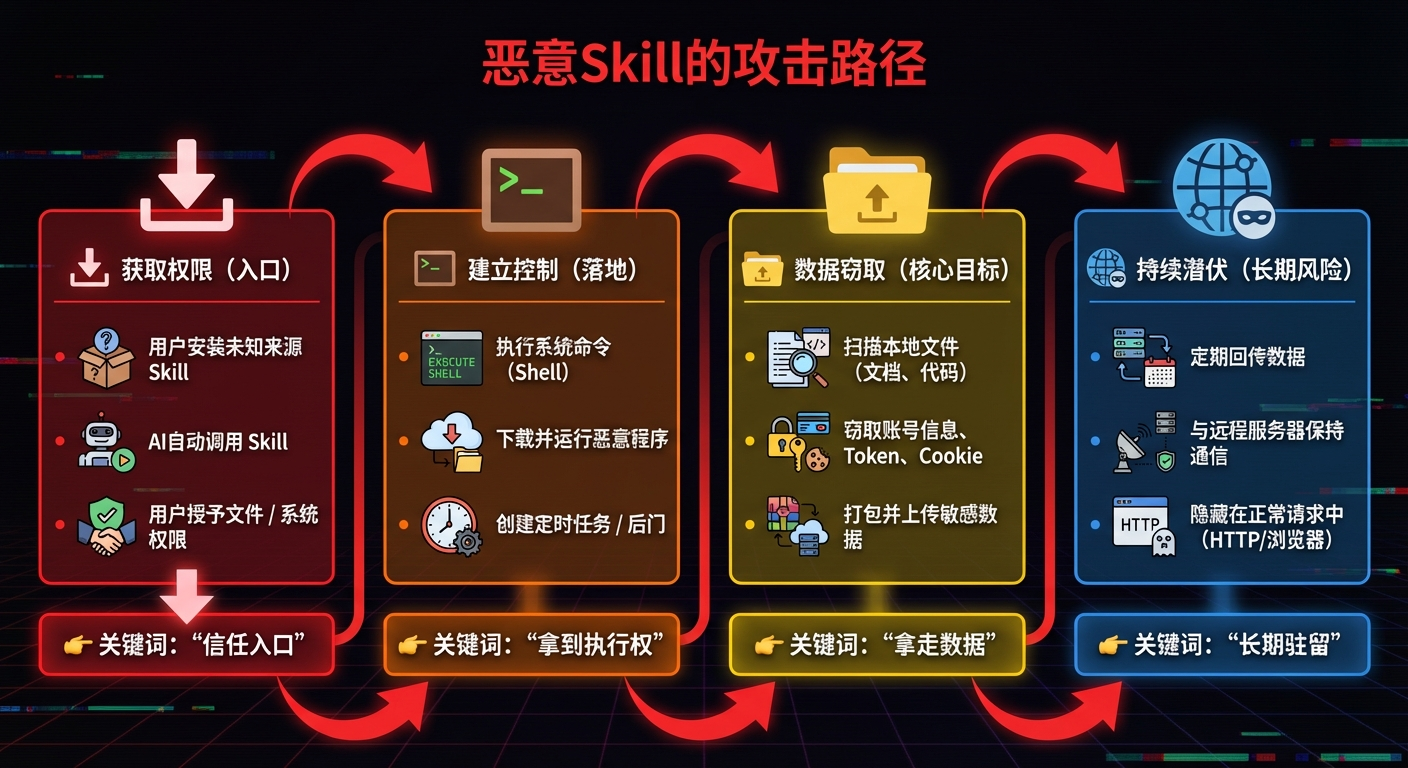 恶意Skill的攻击路径
获取权限（入口）
用户安装未知来源
Skill
AI自动调用 Skill
用户授予文件 / 系统
权限
👉 关键词：“信任入口”
>_
>_
建立控制（落地）
>_
EXSCUTE
SHELL
执行系统命令
（Shell）
下载并运行恶意程序
创建定时任务 / 后门
👉 关键词：“拿到执行权”
数据窃取（核心目标）
</>
扫描本地文件
（文档、代码）
窃取账号信息、
Token、Cookie
打包并上传敏感数
据
👉 关键词：“拿走数据”
持续潜伏（长期风险）
定期回传数据
与远程服务器保持
通信
HTTP
隐藏在正常请求中
（HTTP/浏览器）
👉 关键词：“长期驻留”